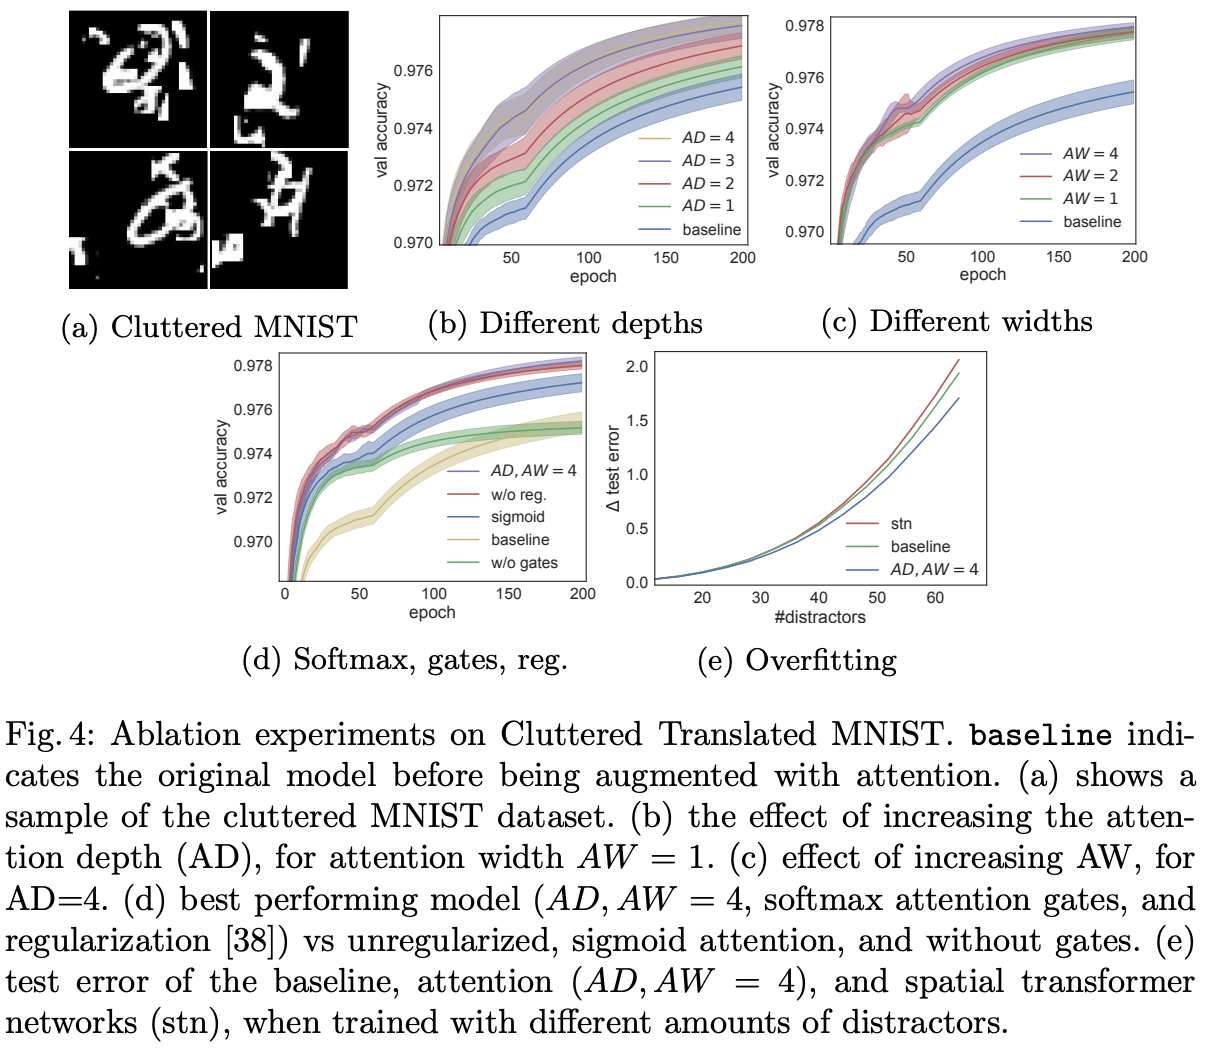 0.976
0.974
0.972
0.970
val accuracy
AD = 4
AD = 3
AD = 2
AD = 1
baseline
50 100 150 200
epoch
0.978
0.976
0.974
0.972
0.970
val accuracy
AW = 4
AW = 2
AW = 1
baseline
50 100 150 200
epoch
(a) Cluttered MNIST
(b) Different depths
(c) Different widths
0.978
0.976
0.974
0.972
0.970
val accuracy
AD, AW = 4
w/o reg.
sigmoid
baseline
w/o gates
0 50 100 150 200
epoch
2.0
1.5
1.0
0.5
0.0
Δ test error
stn
baseline
AD, AW = 4
20 30 40 50 60
#distractors
(d) Softmax, gates, reg.
(e) Overfitting
Fig. 4: Ablation experiments on Cluttered Translated MNIST. baseline indi-
cates the original model before being augmented with attention. (a) shows a
sample of the cluttered MNIST dataset. (b) the effect of increasing the atten-
tion depth (AD), for attention width AW = 1. (c) effect of increasing AW, for
AD=4. (d) best performing model (AD, AW = 4, softmax attention gates, and
regularization [38]) vs unregularized, sigmoid attention, and without gates. (e)
test error of the baseline, attention (AD, AW = 4), and spatial transformer
networks (stn), when trained with different amounts of distractors.